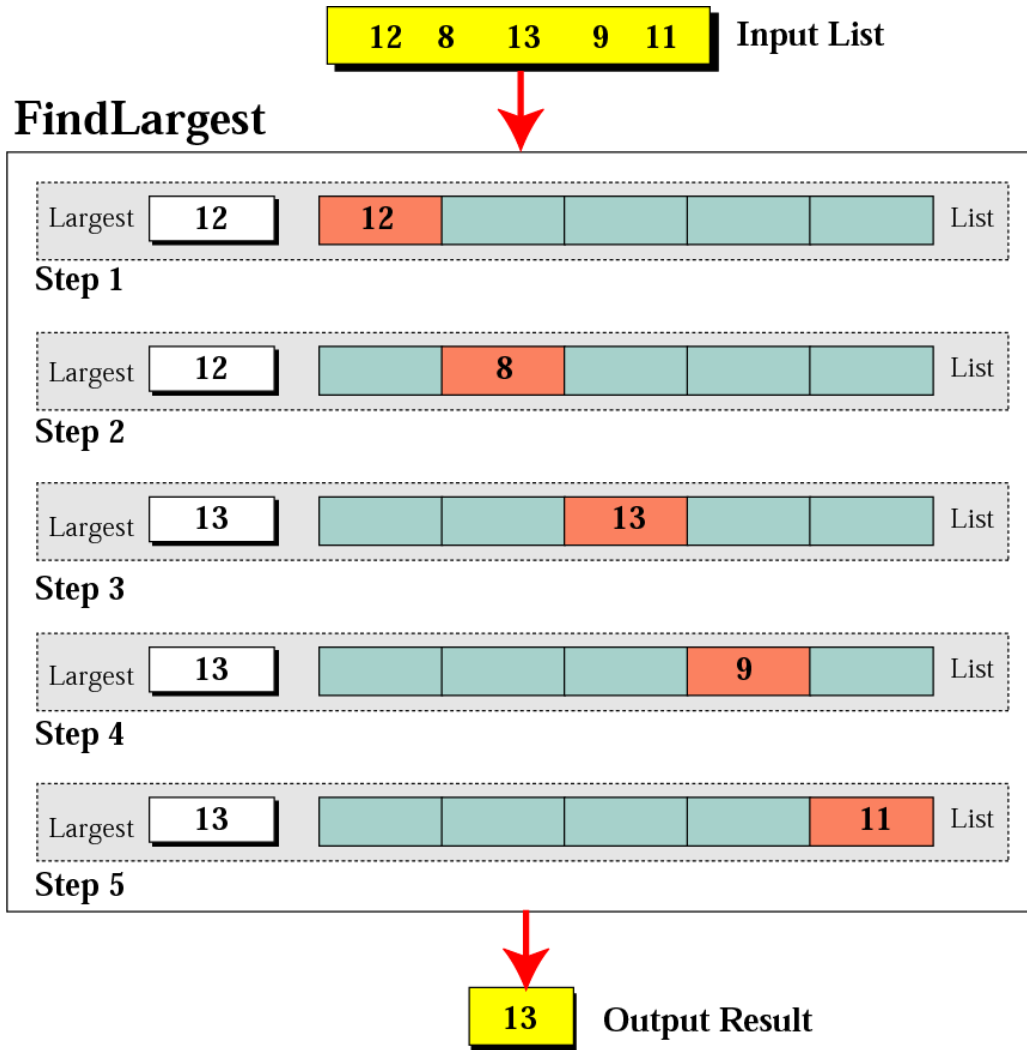 12 8 13 9 11 Input List
FindLargest
Largest 12 12 List
Step 1
Largest 12 8 List
Step 2
Largest 13 13 List
Step 3
Largest 13 9 List
Step 4
Largest 13 11 List
Step 5
13 Output Result